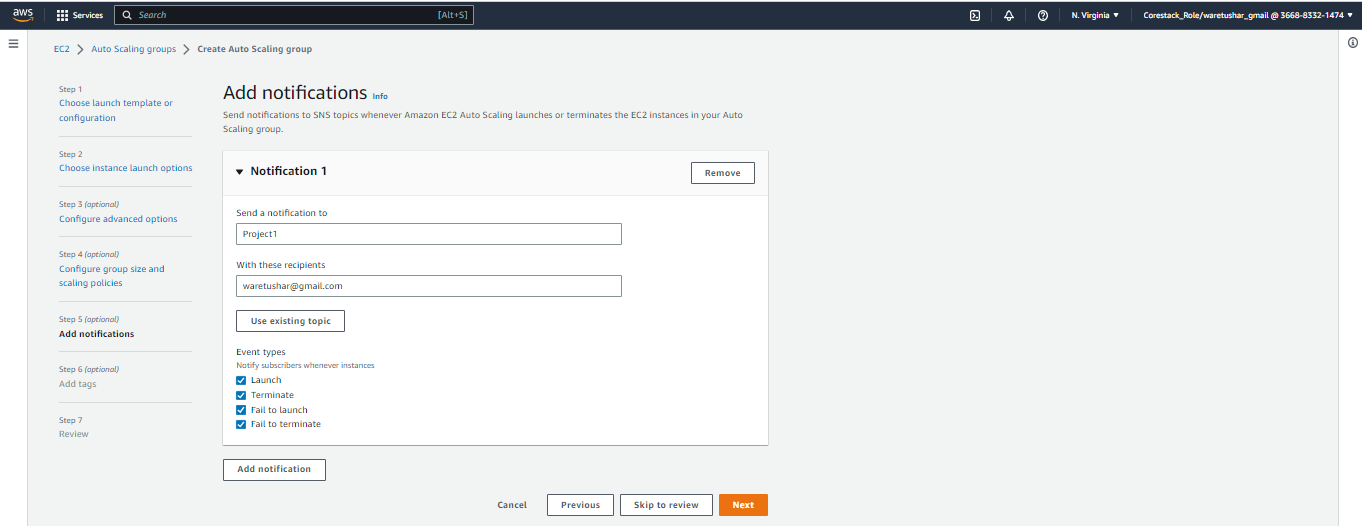 aws
Services
Search
[Alt+S]
N. Virginia
Corestack_Role/waretushar_gmail @ 3668-8332-1474
EC2
Auto Scaling groups
Create Auto Scaling group
Step 1
Choose launch template or
configuration
Step 2
Choose instance launch options
Step 3 (optional)
Configure advanced options
Step 4 (optional)
Configure group size and
scaling policies
Step 5 (optional)
Add notifications
Step 6 (optional)
Add tags
Step 7
Review
Add notifications Info
Send notifications to SNS topics whenever Amazon EC2 Auto Scaling launches or terminates the EC2 instances in your Auto
Scaling group.
Notification 1
Remove
Send a notification to
Project1
With these recipients
waretushar@gmail.com
Use existing topic
Event types
Notify subscribers whenever instances
Launch
Terminate
Fail to launch
Fail to terminate
Add notification
Cancel
Previous
Skip to review
Next